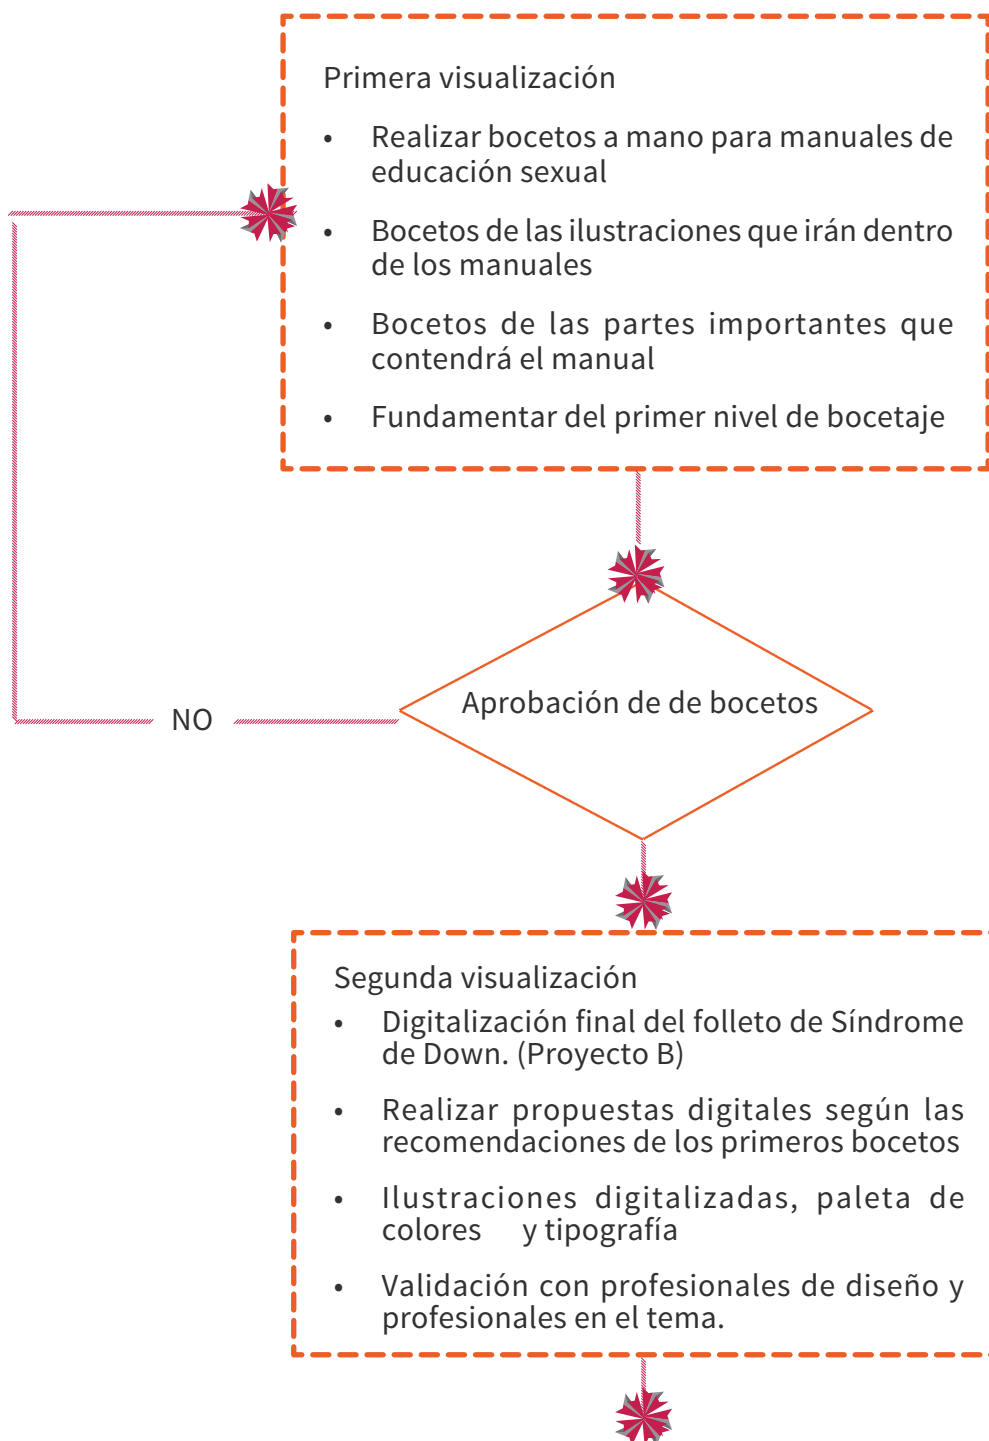 Primera visualización
• Realizar bocetos a mano para manuales de
educación sexual
• Bocetos de las ilustraciones que irán dentro
de los manuales
• Bocetos de las partes importantes que
contendrá el manual
• Fundamentar del primer nivel de bocetaje
Aprobación de de bocetos
NO
Segunda visualización
• Digitalización final del folleto de Síndrome
de Down. (Proyecto B)
• Realizar propuestas digitales según las
recomendaciones de los primeros bocetos
• Ilustraciones digitalizadas, paleta de
colores y tipografía
• Validación con profesionales de diseño y
profesionales en el tema.